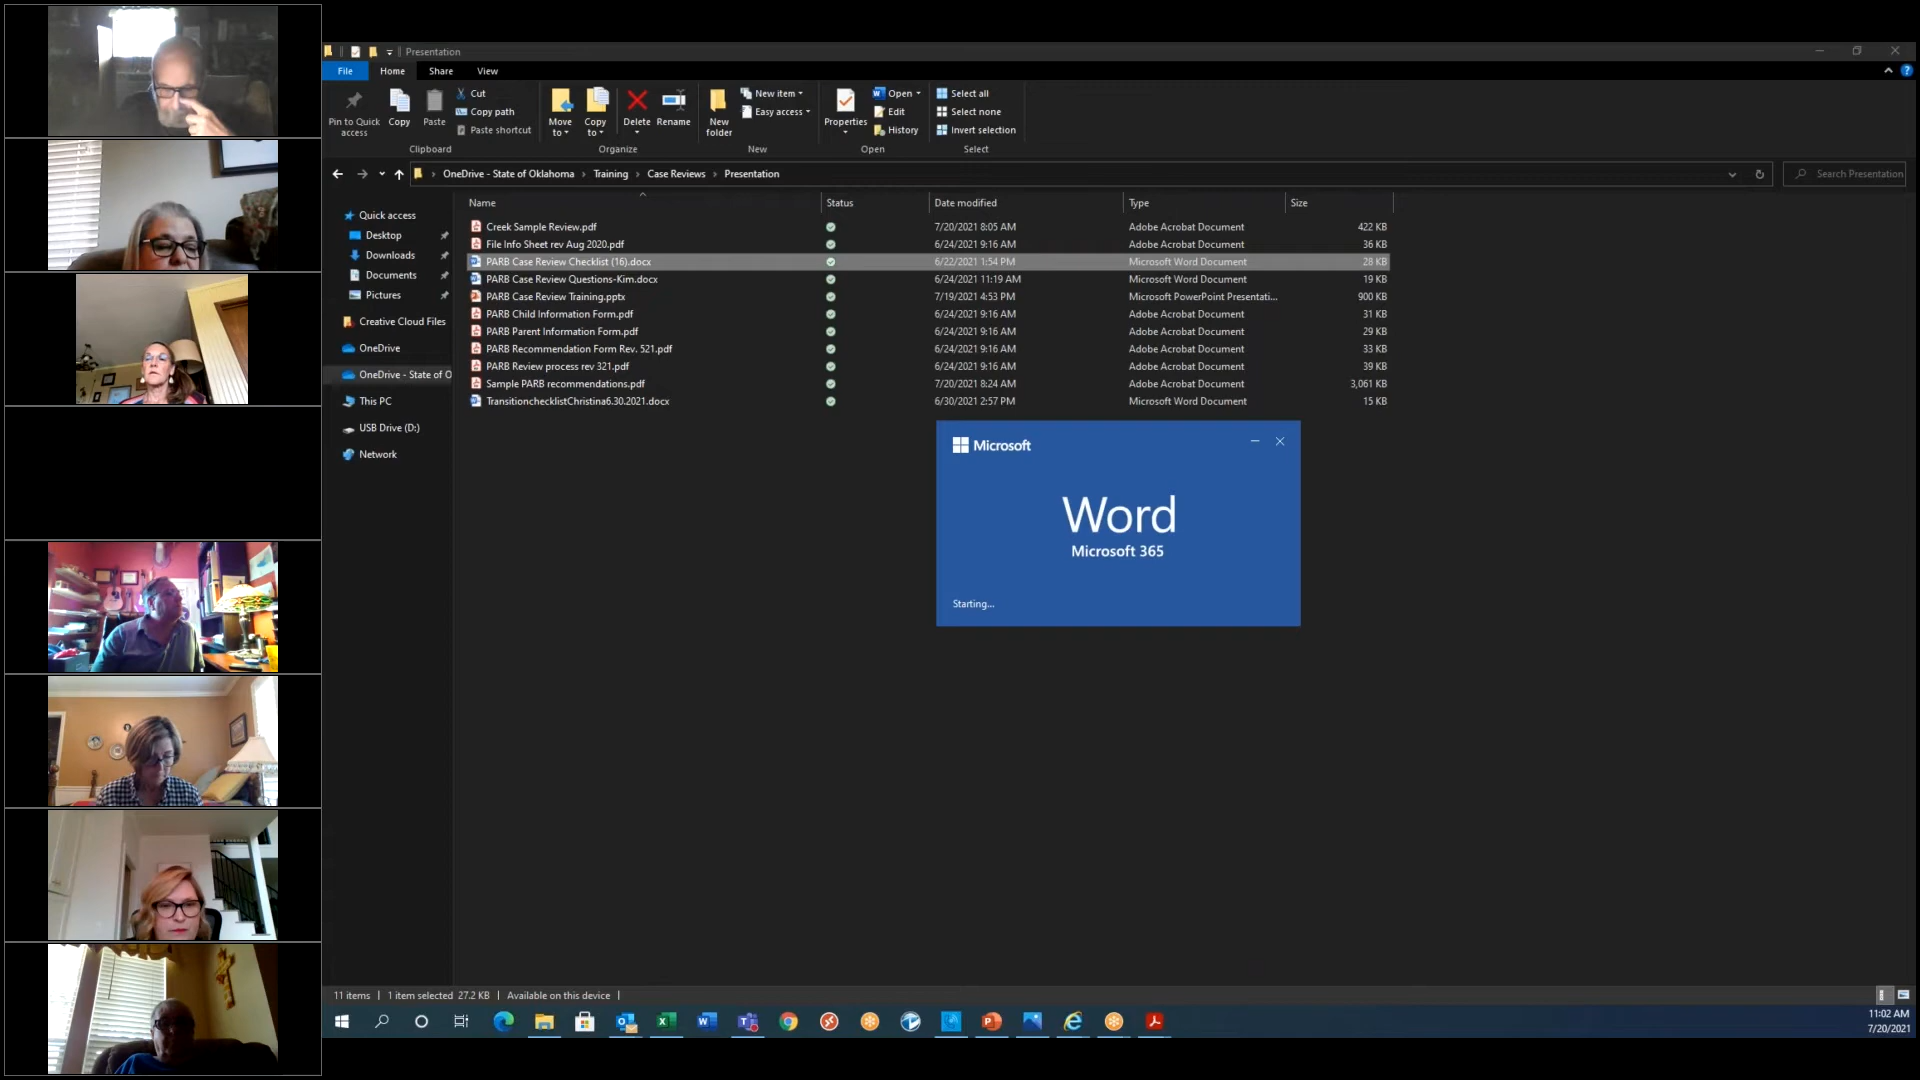 Presentation
File Home Share View
Pin to Quick access
Copy
Paste
Cut
Copy path
Paste shortcut
Clipboard
Move to
Copy to
Delete
Rename
Organize
New folder
New item
Easy access
New
Properties
Open
Edit
History
Open
Select all
Select none
Invert selection
Select
OneDrive - State of Oklahoma > Training > Case Reviews > Presentation
Search Presentation
Quick access
Desktop
Downloads
Documents
Pictures
Creative Cloud Files
OneDrive
OneDrive - State of O
This PC
USB Drive (D:)
Network
Name Status Date modified Type Size
Creek Sample Review.pdf 7/20/2021 8:05 AM Adobe Acrobat Document 422 KB
File Info Sheet rev Aug 2020.pdf 6/24/2021 9:16 AM Adobe Acrobat Document 36 KB
PARB Case Review Checklist (16).docx 6/22/2021 1:54 PM Microsoft Word Document 28 KB
PARB Case Review Questions-Kim.docx 6/24/2021 11:19 AM Microsoft Word Document 19 KB
PARB Case Review Training.pptx 7/19/2021 4:53 PM Microsoft PowerPoint Presentati... 900 KB
PARB Child Information Form.pdf 6/24/2021 9:16 AM Adobe Acrobat Document 31 KB
PARB Parent Information Form.pdf 6/24/2021 9:16 AM Adobe Acrobat Document 29 KB
PARB Recommendation Form Rev. 521.pdf 6/24/2021 9:16 AM Adobe Acrobat Document 33 KB
PARB Review process rev 321.pdf 6/24/2021 9:16 AM Adobe Acrobat Document 39 KB
Sample PARB recommendations.pdf 7/20/2021 8:24 AM Adobe Acrobat Document 3,061 KB
TransitionchecklistChristina6.30.2021.docx 6/30/2021 2:57 PM Microsoft Word Document 15 KB
Microsoft
Word
Microsoft 365
Starting...
11 items 1 item selected 27.2 KB Available on this device
11:02 AM
7/20/2021